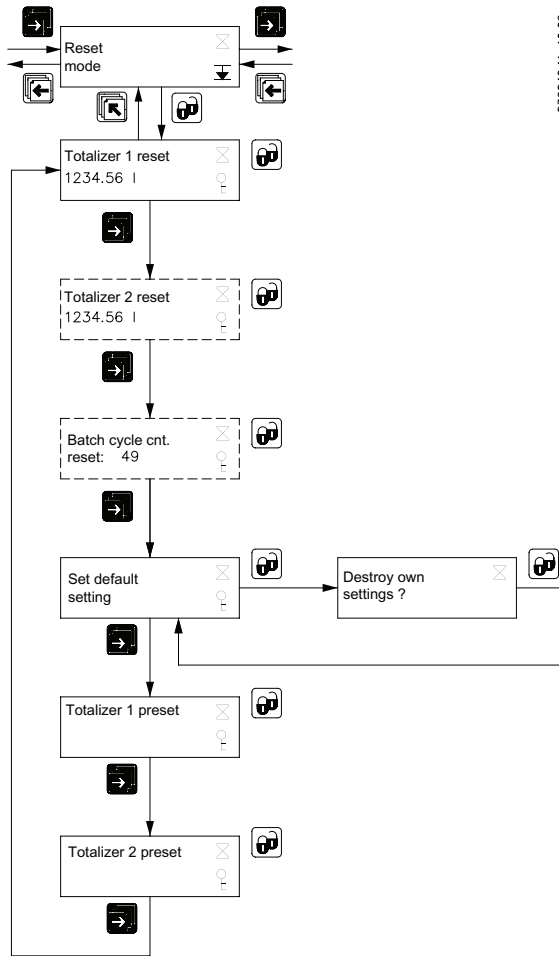 Reset
mode
Totalizer 1 reset
1234.56 l
Totalizer 2 reset
1234.56 l
Batch cycle cnt.
reset: 49
Set default
setting
Destroy own
settings ?
Totalizer 1 preset
Totalizer 2 preset